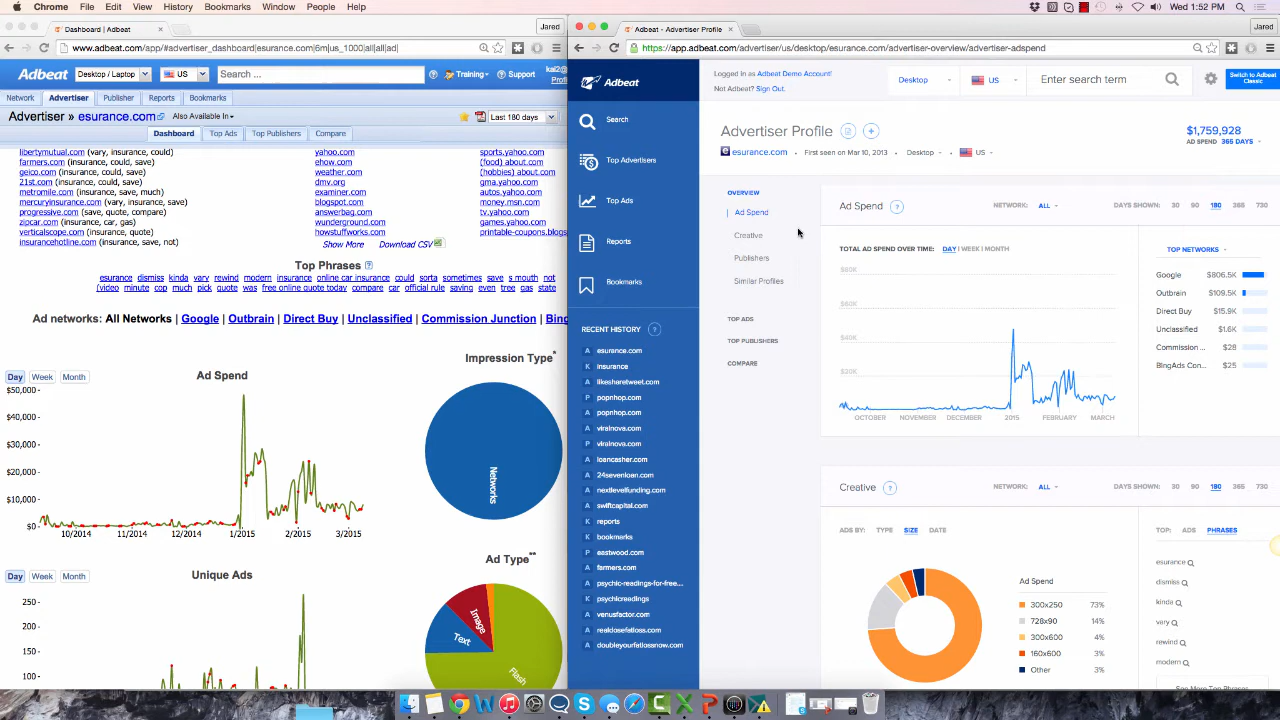 Chrome File Edit View History Bookmarks Window People Help
Wed 1:52 PM
Dashboard | Adbeat
Jared
www.adbeat.com/app/#advertiser_dashboard|esurance.com|6m|us_1000|all|all|ad|
Adbeat Desktop / Laptop US Search ... Training Support
kai2@
Profi
Network Advertiser Publisher Reports Bookmarks
Advertiser » esurance.com Also Available In Last 180 days
Dashboard Top Ads Top Publishers Compare
libertymutual.com (vary, insurance, could) sports.yahoo.com
farmers.com (insurance, could, save) ehow.com (food) about.com
geico.com (insurance, could, save) weather.com (hobbies) about.com
21st.com (insurance, could, save) dmv.org gma.yahoo.com
metromile.com (insurance, save, much) examiner.com autos.yahoo.com
mercuryinsurance.com (vary, insurance) blogspot.com money.msn.com
progressive.com (save, quote, compare) answerbag.com tv.yahoo.com
zipcar.com (insurance, car, gas) wunderground.com games.yahoo.com
verticalscope.com (insurance, quote) howstuffworks.com printable-coupons.blogs
insurancehotline.com (insurance, rate) Show More Download CSV
Top Phrases ?
esurance dismiss kinda vary rewind modern insurance online car insurance could sorta sometimes save s mouth not
(video minute cop much pick quote was free online quote today compare car official rule saving even tree gas state
Ad networks: All Networks | Google | Outbrain | Direct Buy | Unclassified | Commission Junction | Bing
Impression Type*
Day Week Month
Ad Spend
$50,000
$40,000
$30,000
$20,000
$10,000
$0
10/2014 11/2014 12/2014 1/2015 2/2015 3/2015
Networks
Ad Type**
Day Week Month
Unique Ads
250
200
150
100
Image
Text
Flash
Adbeat - Advertiser Profile
Jared
https://app.adbeat.com/advertiser/us/desktop/esurance.com/advertiser-overview/advertiser-adspend
Adbeat
Search
Top Advertisers
Top Ads
Reports
Bookmarks
RECENT HISTORY ?
A esurance.com
K insurance
A likesharetweet.com
P popnhop.com
A popnhop.com
A viralnova.com
P viralnova.com
A loancasher.com
A 24sevenloan.com
A nextlevelfunding.com
A swiftcapital.com
K reports
K bookmarks
P eastwood.com
A farmers.com
A psychic-readings-for-free...
K psychicreedings
A venusfactor.com
A realdosefatloss.com
A doubleyourfatlossnow.com
Logged in as Adbeat Demo Account!
Not Adbeat? Sign Out.
Desktop US Enter search term
Switch to Adbeat
Classic
Advertiser Profile
esurance.com • First seen on Mar 10, 2013 • Desktop • US
$1,759,928
AD SPEND 365 DAYS
OVERVIEW
Ad Spend
Creative
Publishers
Similar Profiles
TOP ADS
TOP PUBLISHERS
COMPARE
Ad Spend ? NETWORK: ALL DAYS SHOWN: 30 90 180 365 730
TOTAL AD SPEND OVER TIME: DAY | WEEK | MONTH
$80K
$60K
$40K
OCTOBER NOVEMBER DECEMBER 2015 FEBRUARY MARCH
TOP NETWORKS
Google $806.5K
Outbrain $109.5K
Direct Buy $15.9K
Unclassified $1.6K
Commission ... $28
BingAds Con... $25
Creative ? NETWORK: ALL DAYS SHOWN: 30 90 180 365 730
ADS BY: TYPE SIZE DATE
Ad Spend
300x250 73%
728x90 14%
300x600 4%
160x600 3%
Other 3%
TOP: ADS PHRASES
esurance
dismiss
kinda
vary
rewind
modern
See More Top Phrases